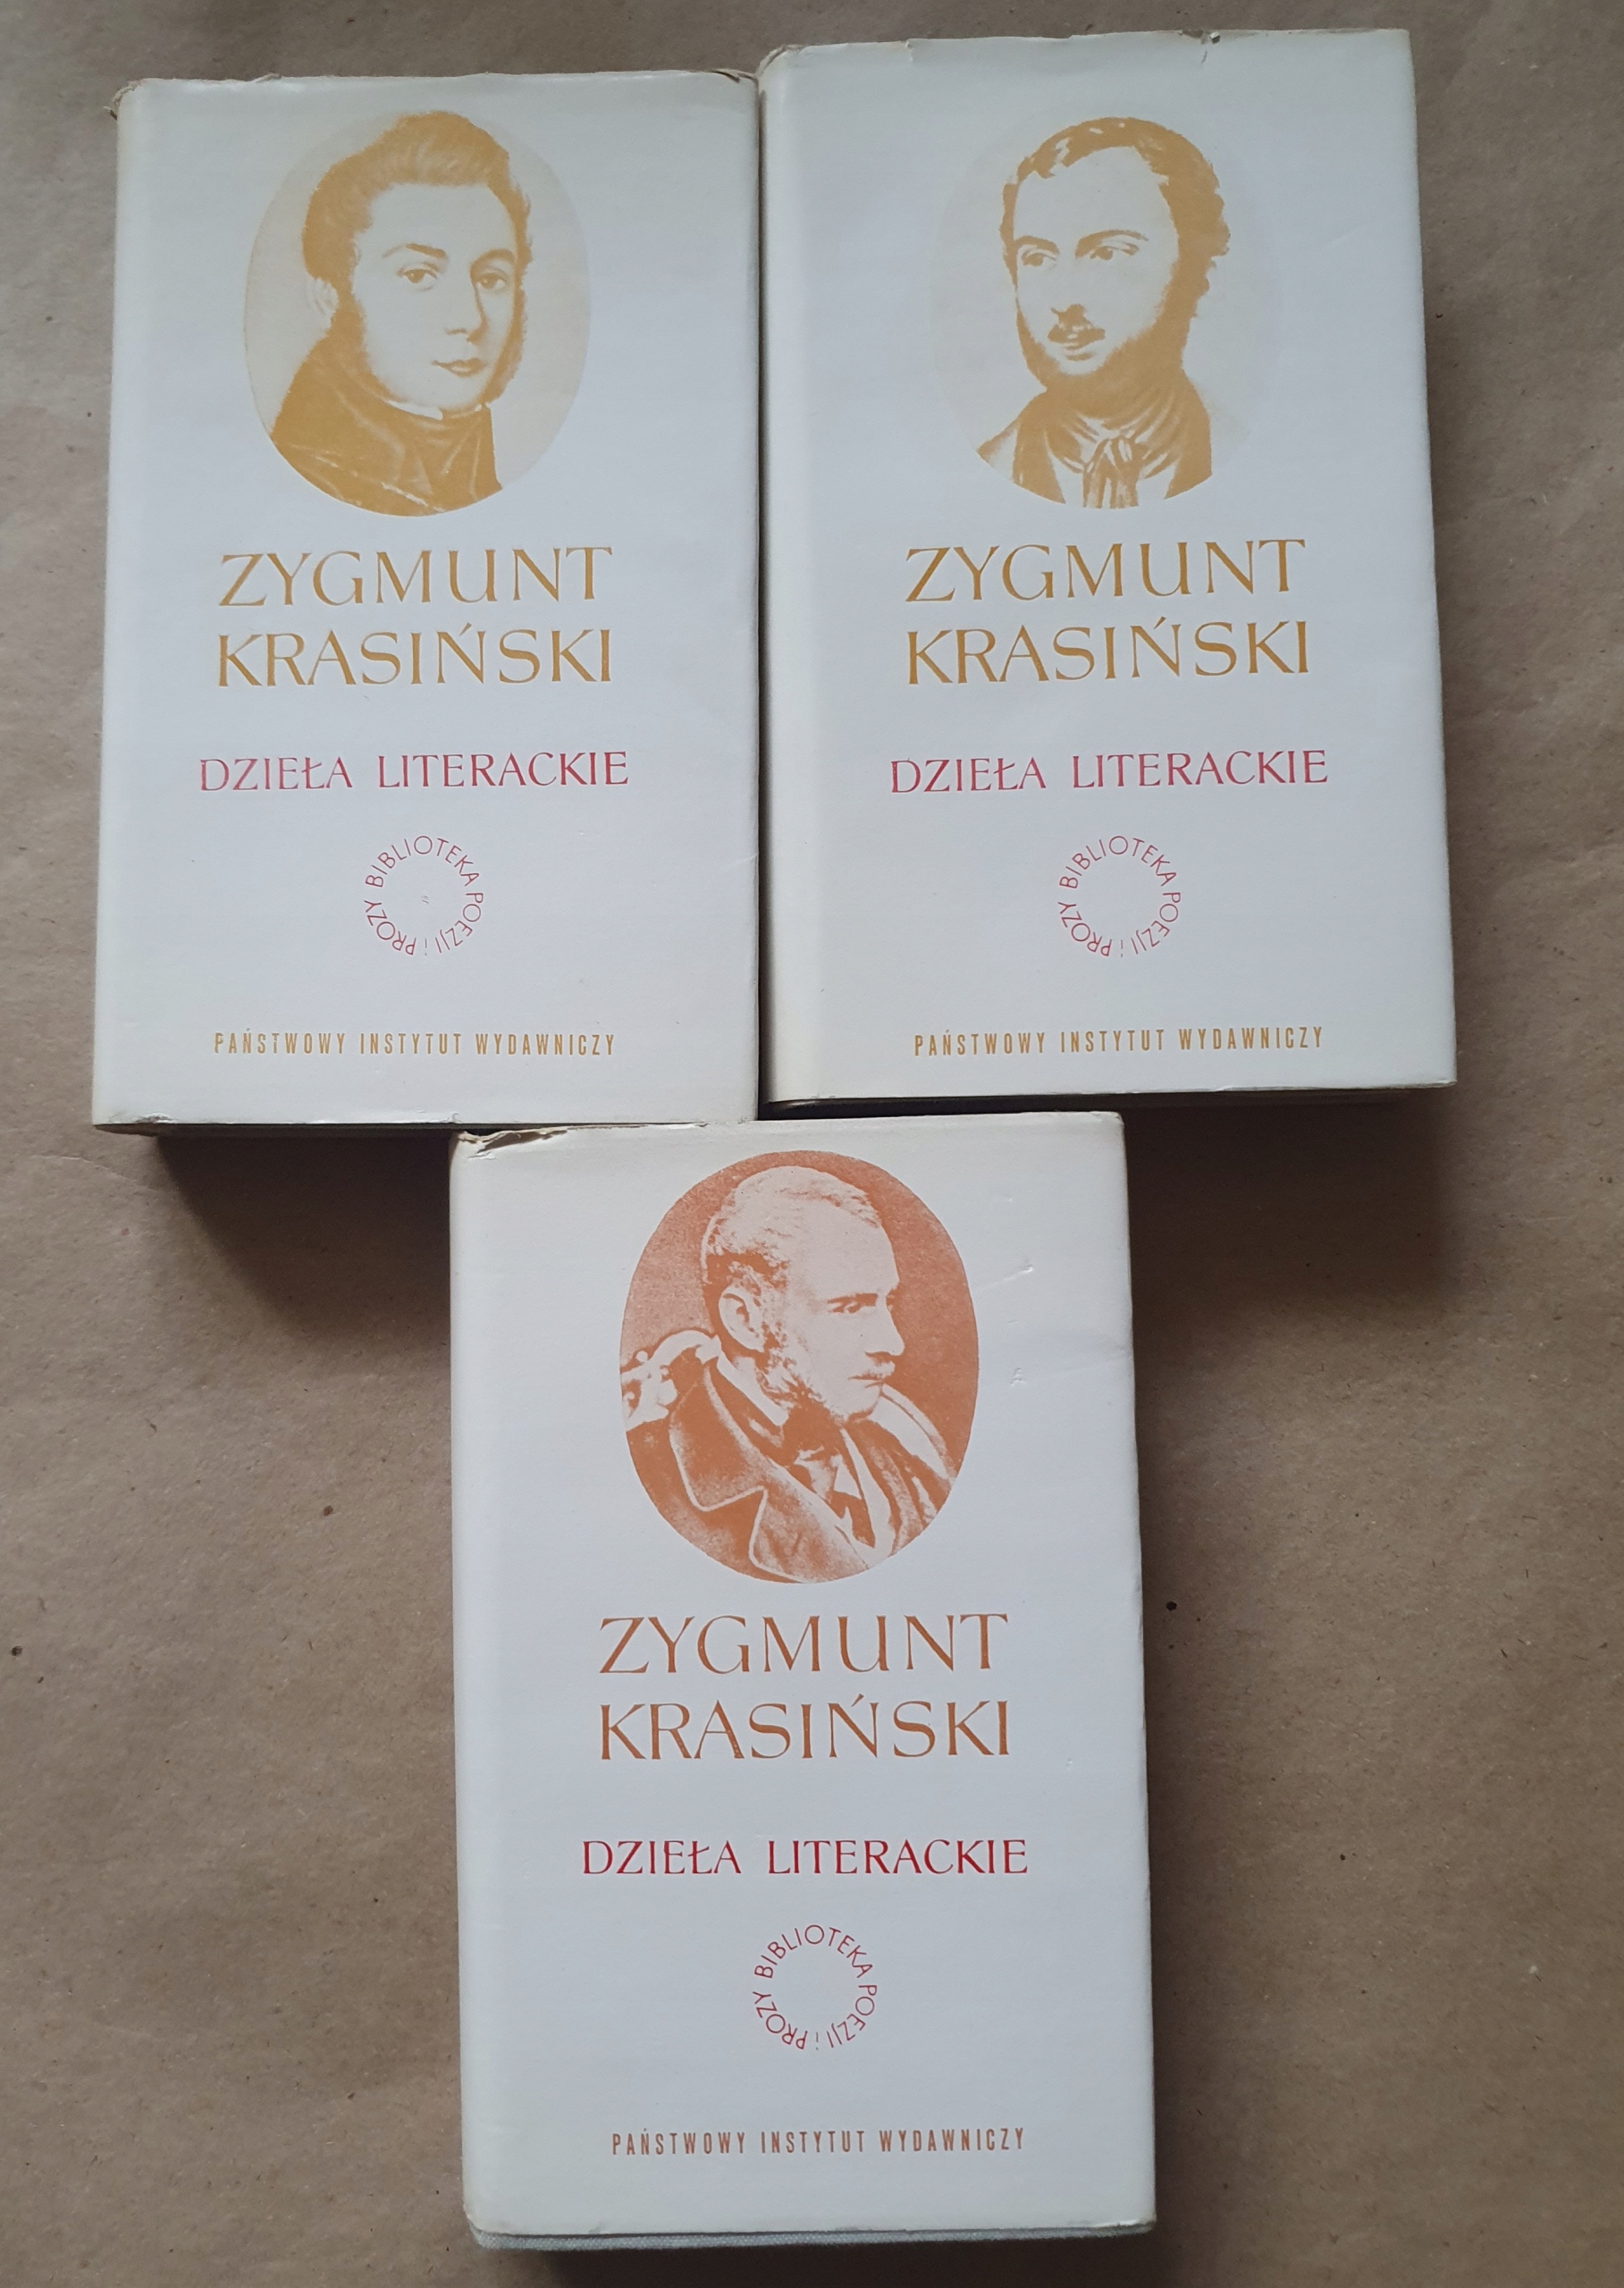 ZYGMUNT
KRASIŃSKI
DZIEŁA LITERACKIE
BIBLIOTEKA POEZJI i PROZY
PAŃSTWOWY INSTYTUT WYDAWNICZY
ZYGMUNT
KRASIŃSKI
DZIEŁA LITERACKIE
BIBLIOTEKA POEZJI i PROZY
PAŃSTWOWY INSTYTUT WYDAWNICZY
ZYGMUNT
KRASIŃSKI
DZIEŁA LITERACKIE
BIBLIOTEKA POEZJI i PROZY
PAŃSTWOWY INSTYTUT WYDAWNICZY